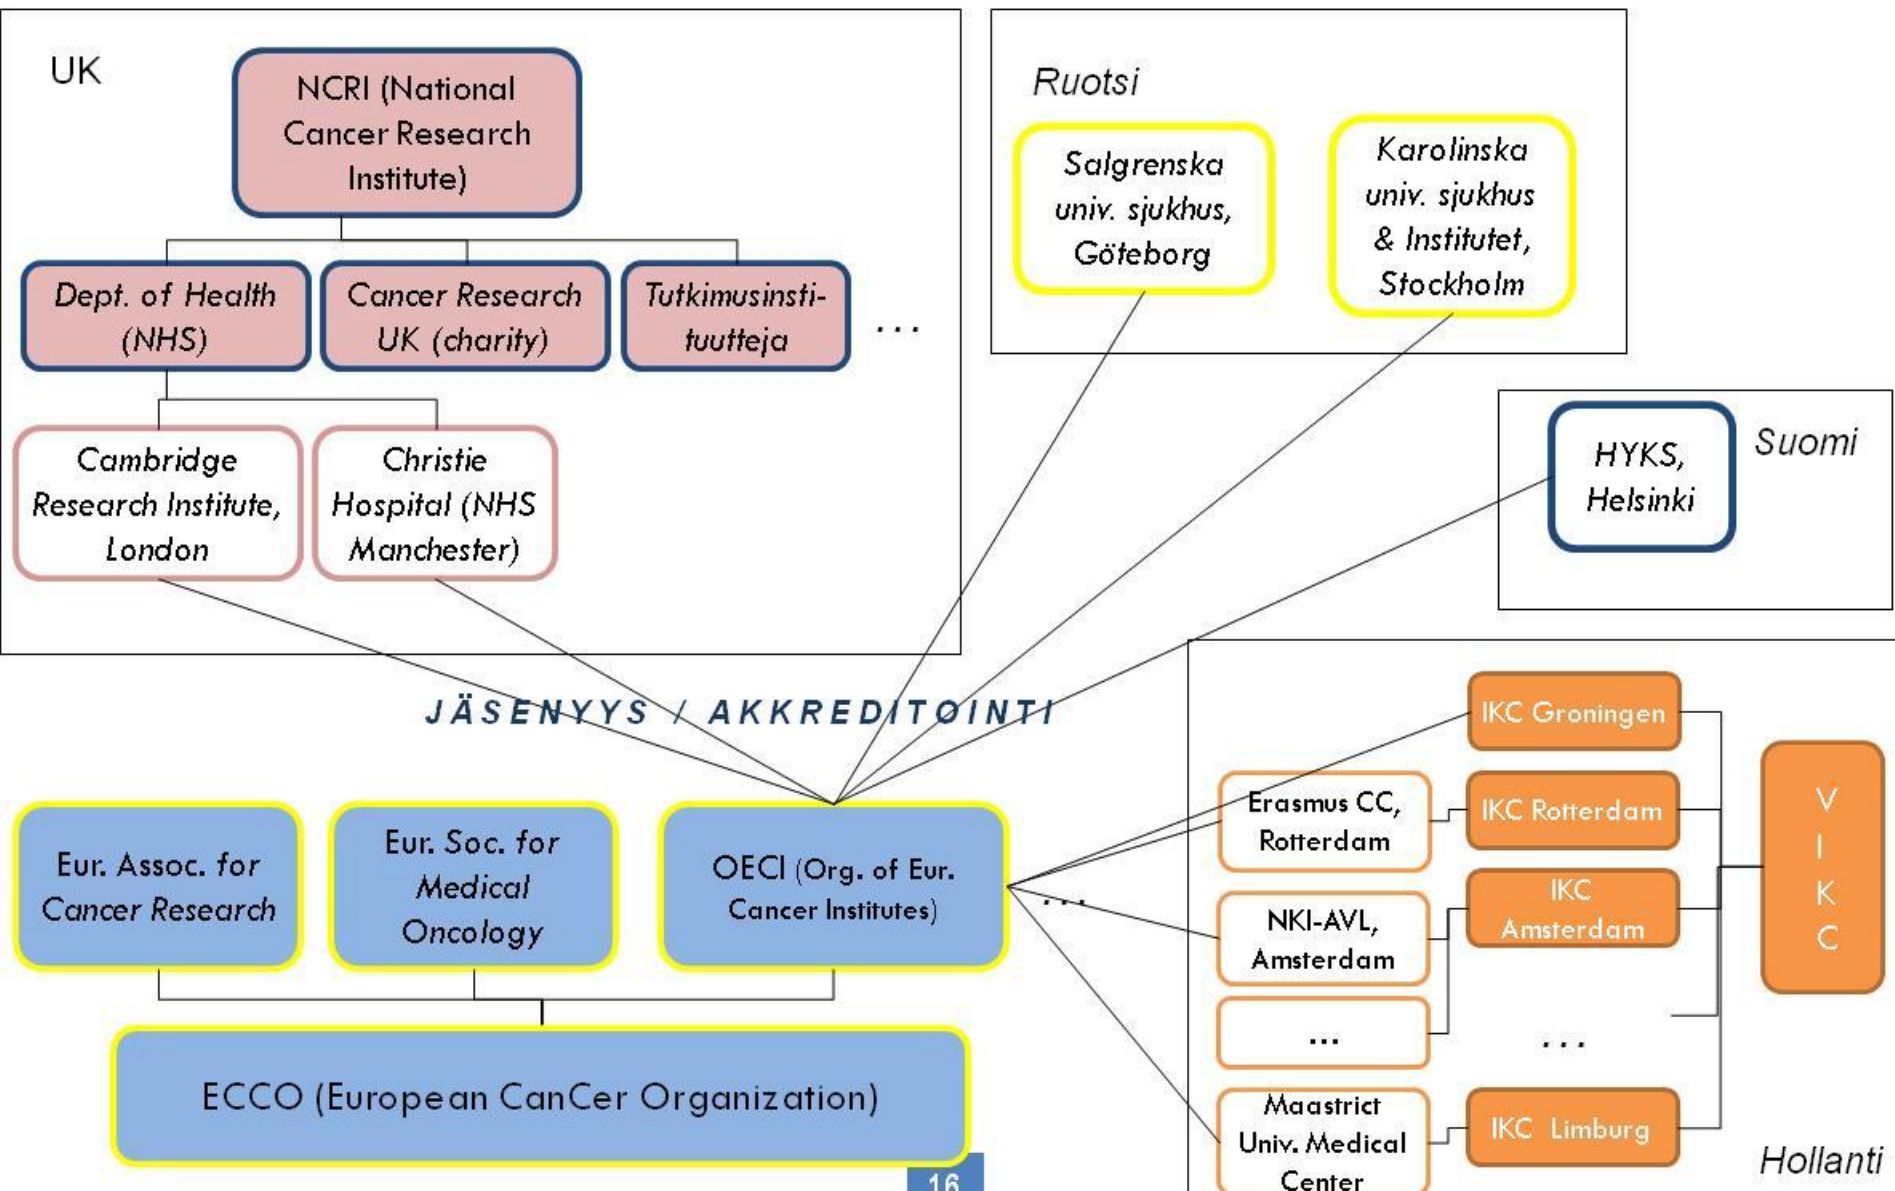 UK
NCRI (National
Cancer Research
Institute)
Dept. of Health
(NHS)
Cancer Research
UK (charity)
Tutkimusinsti-
tuutteja
...
Cambridge
Research Institute,
London
Christie
Hospital (NHS
Manchester)
Ruotsi
Salgrenska
univ. sjukhus,
Göteborg
Karolinska
univ. sjukhus
& Institutet,
Stockholm
HYKS,
Helsinki
Suomi
JÄSENYYS / AKKREDITOINTI
Eur. Assoc. for
Cancer Research
Eur. Soc. for
Medical
Oncology
OECI (Org. of Eur.
Cancer Institutes)
...
ECCO (European CanCer Organization)
16
Erasmus CC,
Rotterdam
NKI-AVL,
Amsterdam
...
Maastrict
Univ. Medical
Center
IKC Groningen
IKC Rotterdam
IKC
Amsterdam
...
IKC Limburg
V
I
K
C
Hollanti